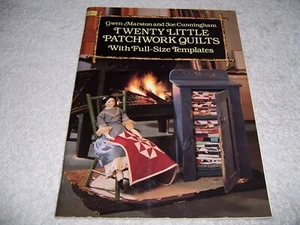 Gwen Marston and Joe Cunningham
TWENTY LITTLE
PATCHWORK QUILTS
With Full-Size Templates